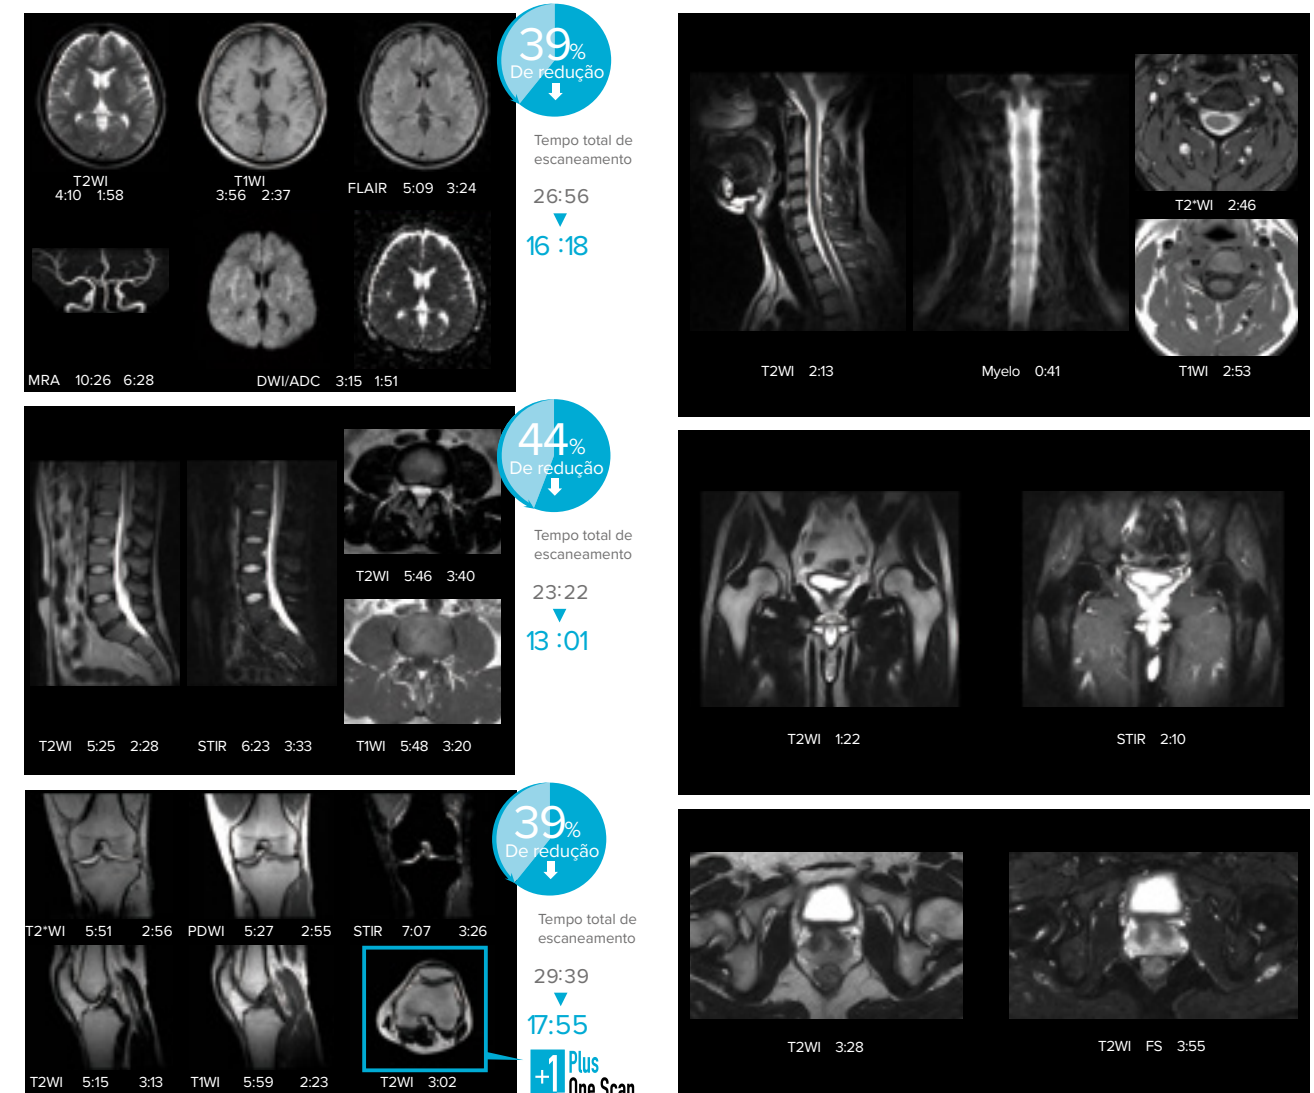 T2WI
4:10 1:58
T1WI
3:56 2:37
FLAIR 5:09 3:24
MRA 10:26 6:28
DWI/ADC 3:15 1:51
39%
De redução
Tempo total de
escaneamento
26:56
16 :18
T2WI 2:13
Myelo 0:41
T2*WI 2:46
T1WI 2:53
T2WI 5:46 3:40
T2WI 5:25 2:28
STIR 6:23 3:33
T1WI 5:48 3:20
44%
De redução
Tempo total de
escaneamento
23:22
13 :01
T2WI 1:22
STIR 2:10
T2*WI 5:51 2:56
PDWI 5:27 2:55
STIR 7:07 3:26
T2WI 5:15 3:13
T1WI 5:59 2:23
T2WI 3:02
39%
De redução
Tempo total de
escaneamento
29:39
17:55
+1 Plus
One Scan
T2WI 3:28
T2WI FS 3:55